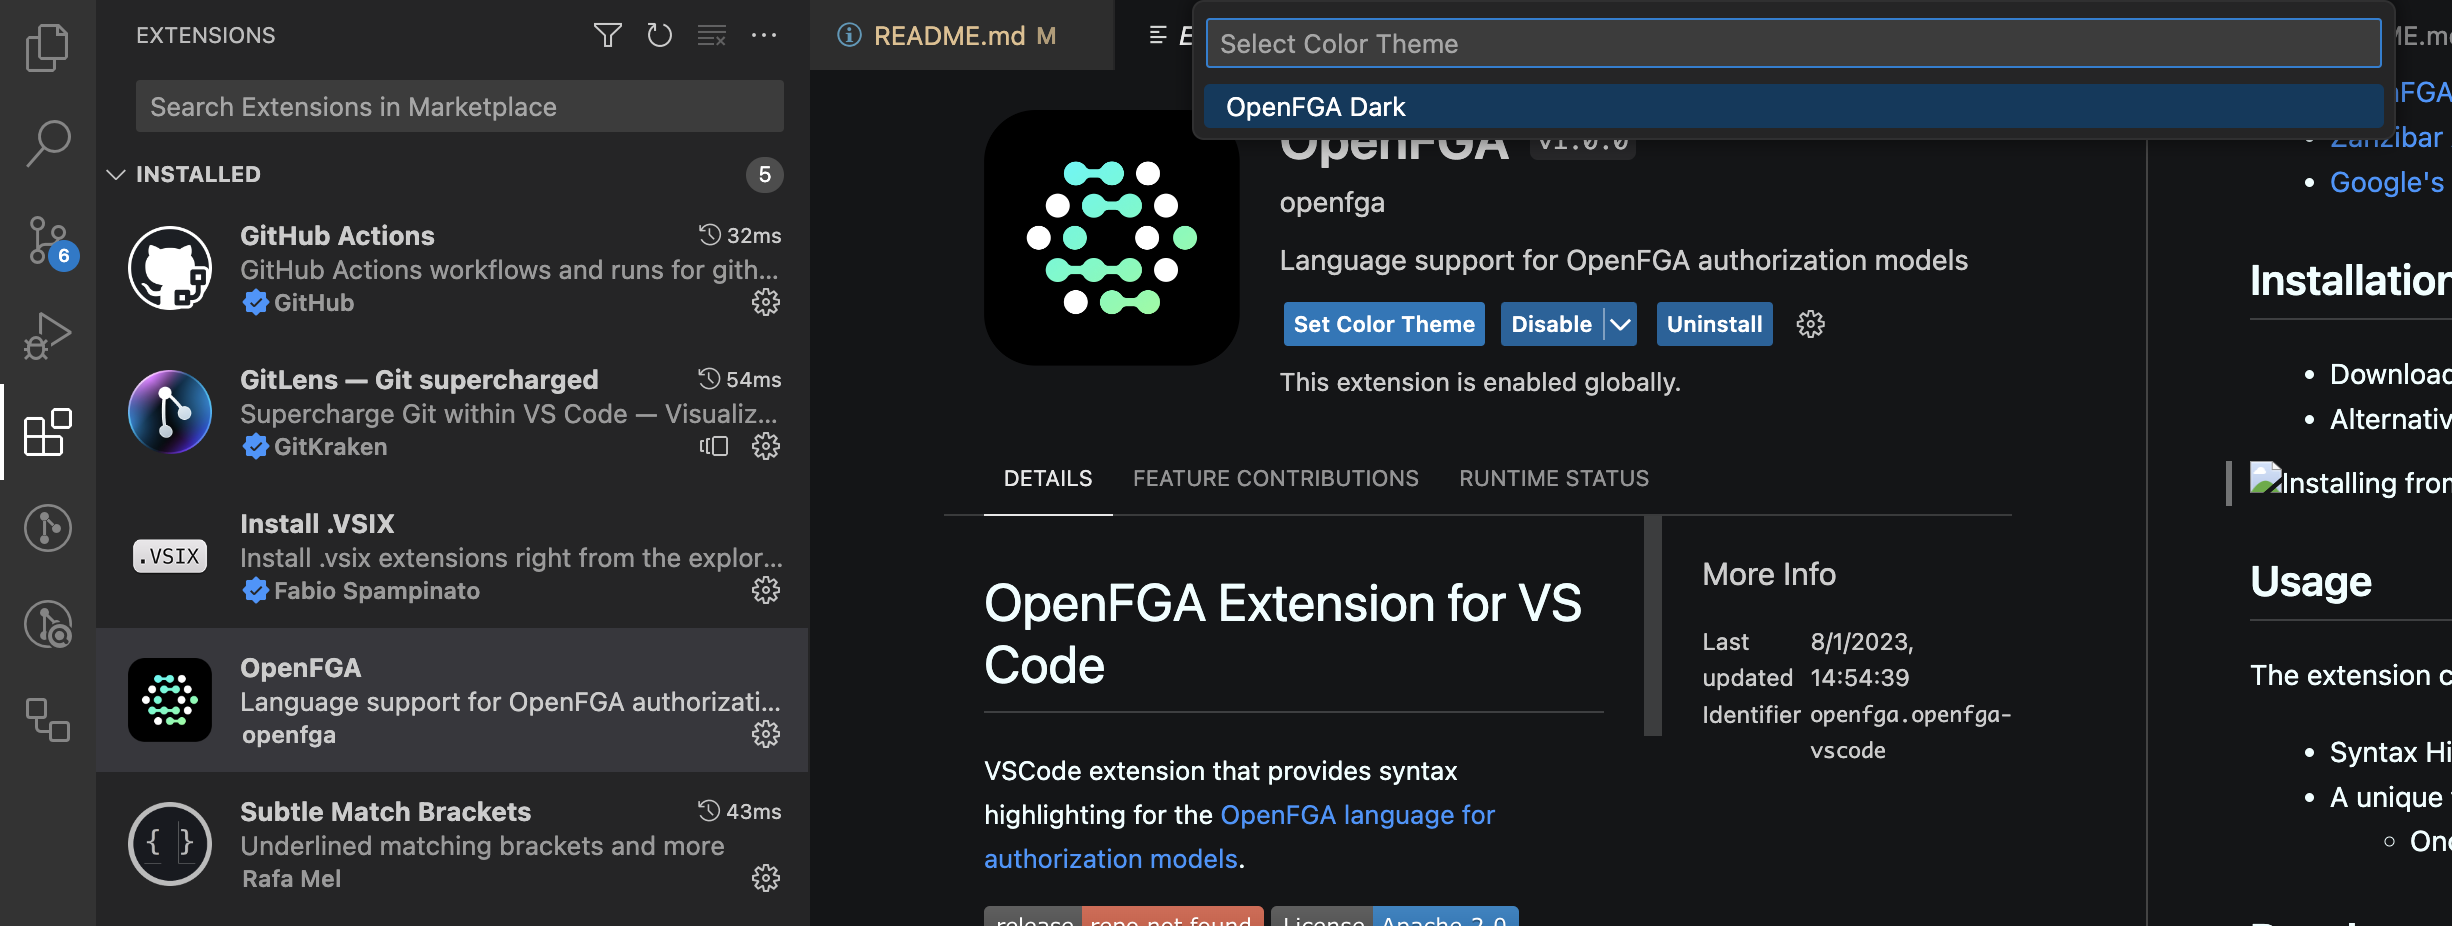 EXTENSIONS
Search Extensions in Marketplace
INSTALLED
5
GitHub Actions
32ms
GitHub Actions workflows and runs for gith...
GitHub
GitLens — Git supercharged
54ms
Supercharge Git within VS Code — Visualiz...
GitKraken
.VSIX
Install .VSIX
Install .vsix extensions right from the explor...
Fabio Spampinato
OpenFGA
Language support for OpenFGA authorizati...
openfga
{ }
Subtle Match Brackets
43ms
Underlined matching brackets and more
Rafa Mel
6
README.md M
E
Select Color Theme
OpenFGA Dark
OpenFGA
v1.0.0
openfga
Language support for OpenFGA authorization models
Set Color Theme
Disable
Uninstall
This extension is enabled globally.
DETAILS
FEATURE CONTRIBUTIONS
RUNTIME STATUS
OpenFGA Extension for VS
Code
VSCode extension that provides syntax
highlighting for the OpenFGA language for
authorization models.
release repo not found
License Apache-2.0
More Info
Last updated
8/1/2023, 14:54:39
Identifier
openfga.openfga-vscode
ME.md
nFGA
Zanzibar
Google's
Installation
Download
Alternativ
Installing from
Usage
The extension c
Syntax Hi
A unique
Onc